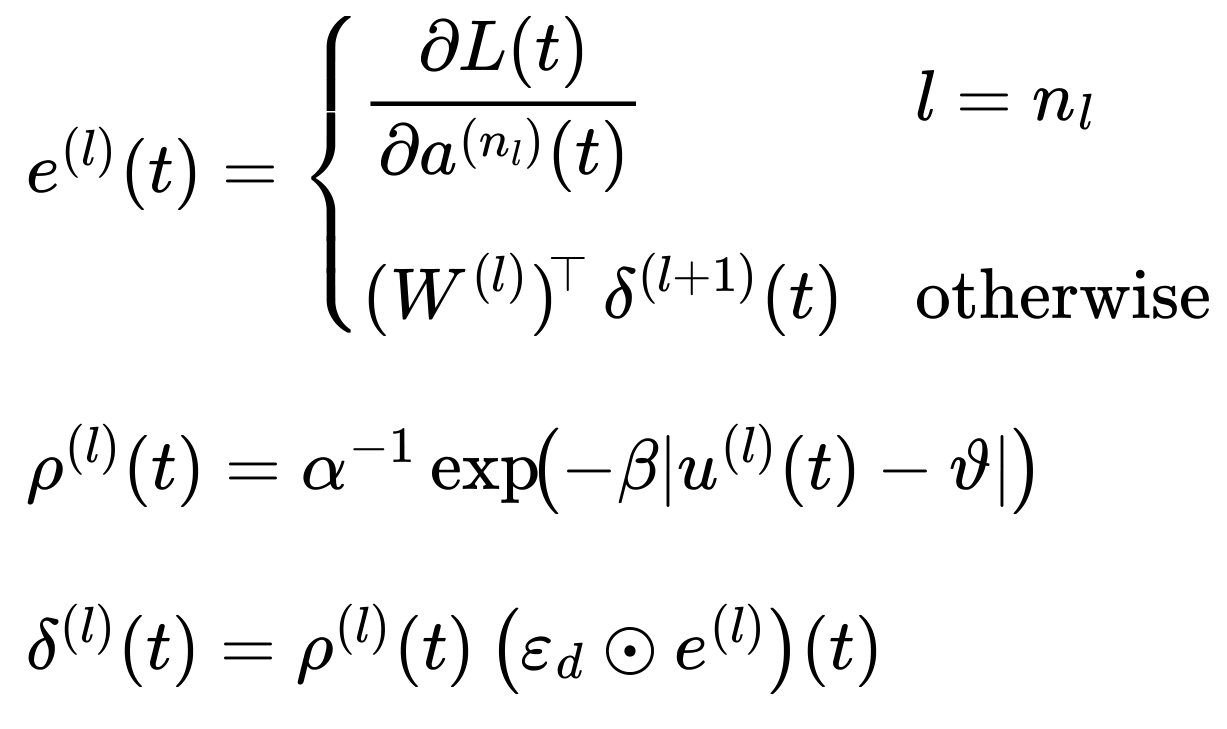 $e^{(l)}(t) = \begin{cases} \dfrac{\partial L(t)}{\partial a^{(n_l)}(t)} & l = n_l \\ (W^{(l)})^{\top} \delta^{(l+1)}(t) & \text{otherwise} \end{cases}$
$\rho^{(l)}(t) = \alpha^{-1} \exp\left(-\beta |u^{(l)}(t) - \vartheta|\right)$
$\delta^{(l)}(t) = \rho^{(l)}(t) \left(\varepsilon_d \odot e^{(l)}\right)(t)$